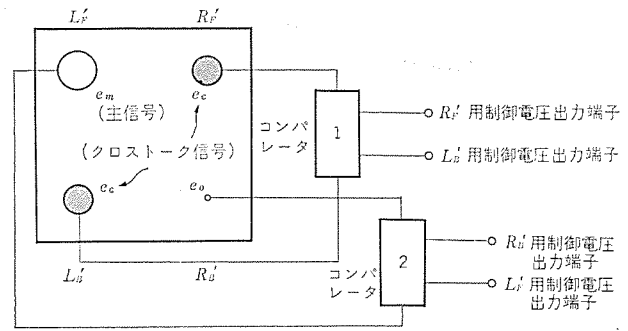 L'F
R'F
em
(主信号)
ec
(クロストーク信号)
ec
eo
L'B
R'B
コンパ
レータ
1
R'F 用制御電圧出力端子
L'B 用制御電圧出力端子
コンパ
レータ
2
R'B 用制御電圧
出力端子
L'F 用制御電圧
出力端子